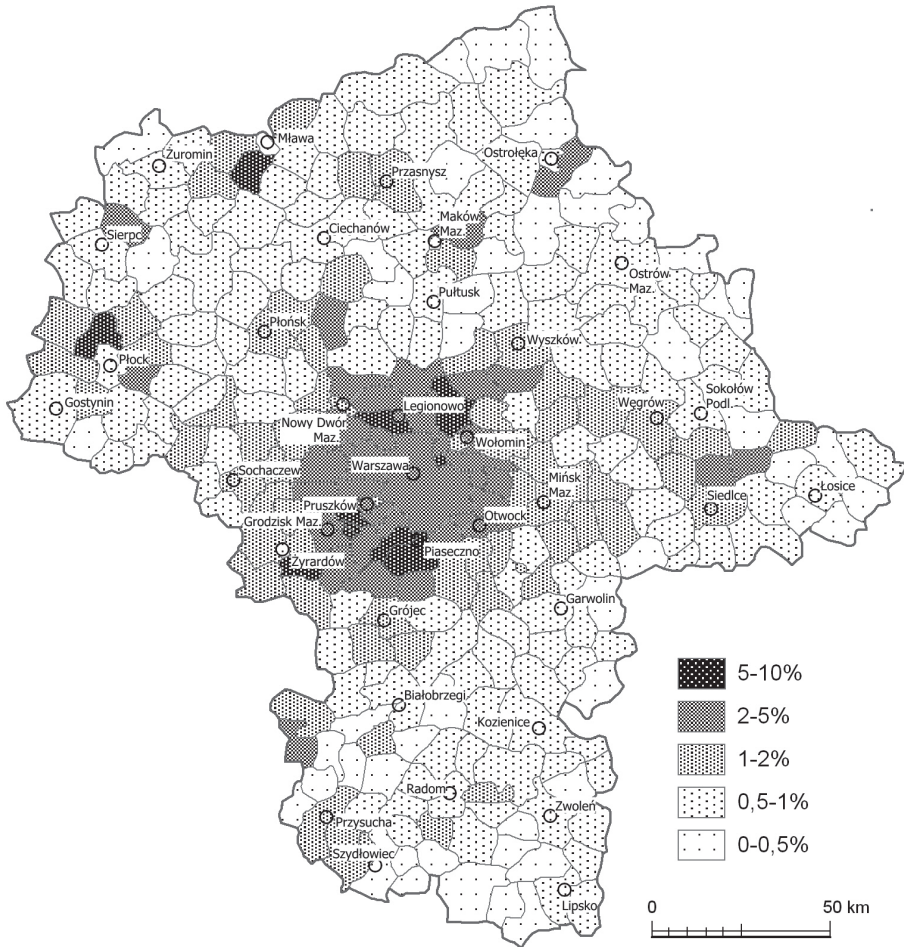 Mława
Żuromin
Ostrołęka
Przasnysz
Maków
Maz.
Ciechanów
Sierpc
Ostrów
Maz.
Pułtusk
Płońsk
Wyszków
Płock
Sokołów
Podl.
Węgrów
Gostynin
Legionowo
Nowy Dwór
Maz.
Wołomin
Warszawa
Sochaczew
Mińsk
Maz.
Siedlce
Łosice
Pruszków
Otwock
Grodzisk Maz.
Piaseczno
Żyrardów
Garwolin
Grójec
Białobrzegi
Kozienice
Radom
Zwoleń
Przysucha
Szydłowiec
Lipsko
5-10%
2-5%
1-2%
0,5-1%
0-0,5%
0 50 km